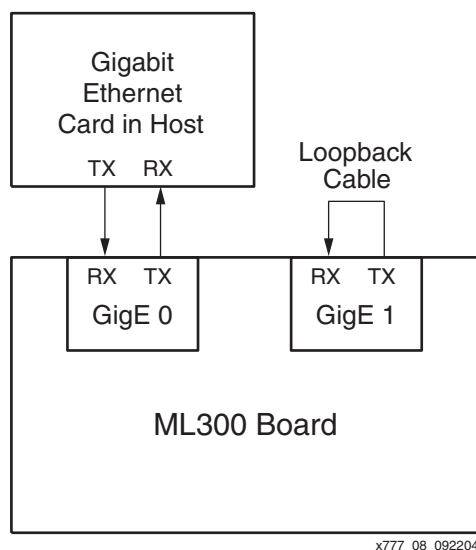 Gigabit
Ethernet
Card in Host
TX RX
Loopback
Cable
RX TX
GigE 0
RX TX
GigE 1
ML300 Board
x777_08_092204